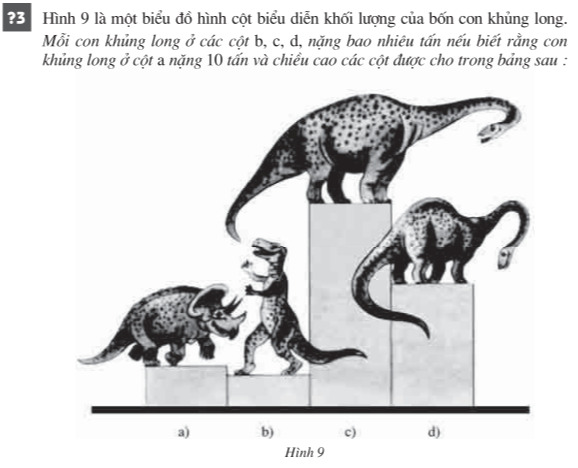 ?3 Hình 9 là một biểu đồ hình cột biểu diễn khối lượng của bốn con khủng long.
Mỗi con khủng long ở các cột b, c, d, nặng bao nhiêu tấn nếu biết rằng con
khủng long ở cột a nặng 10 tấn và chiều cao các cột được cho trong bảng sau :
a) b) c) d)
Hình 9